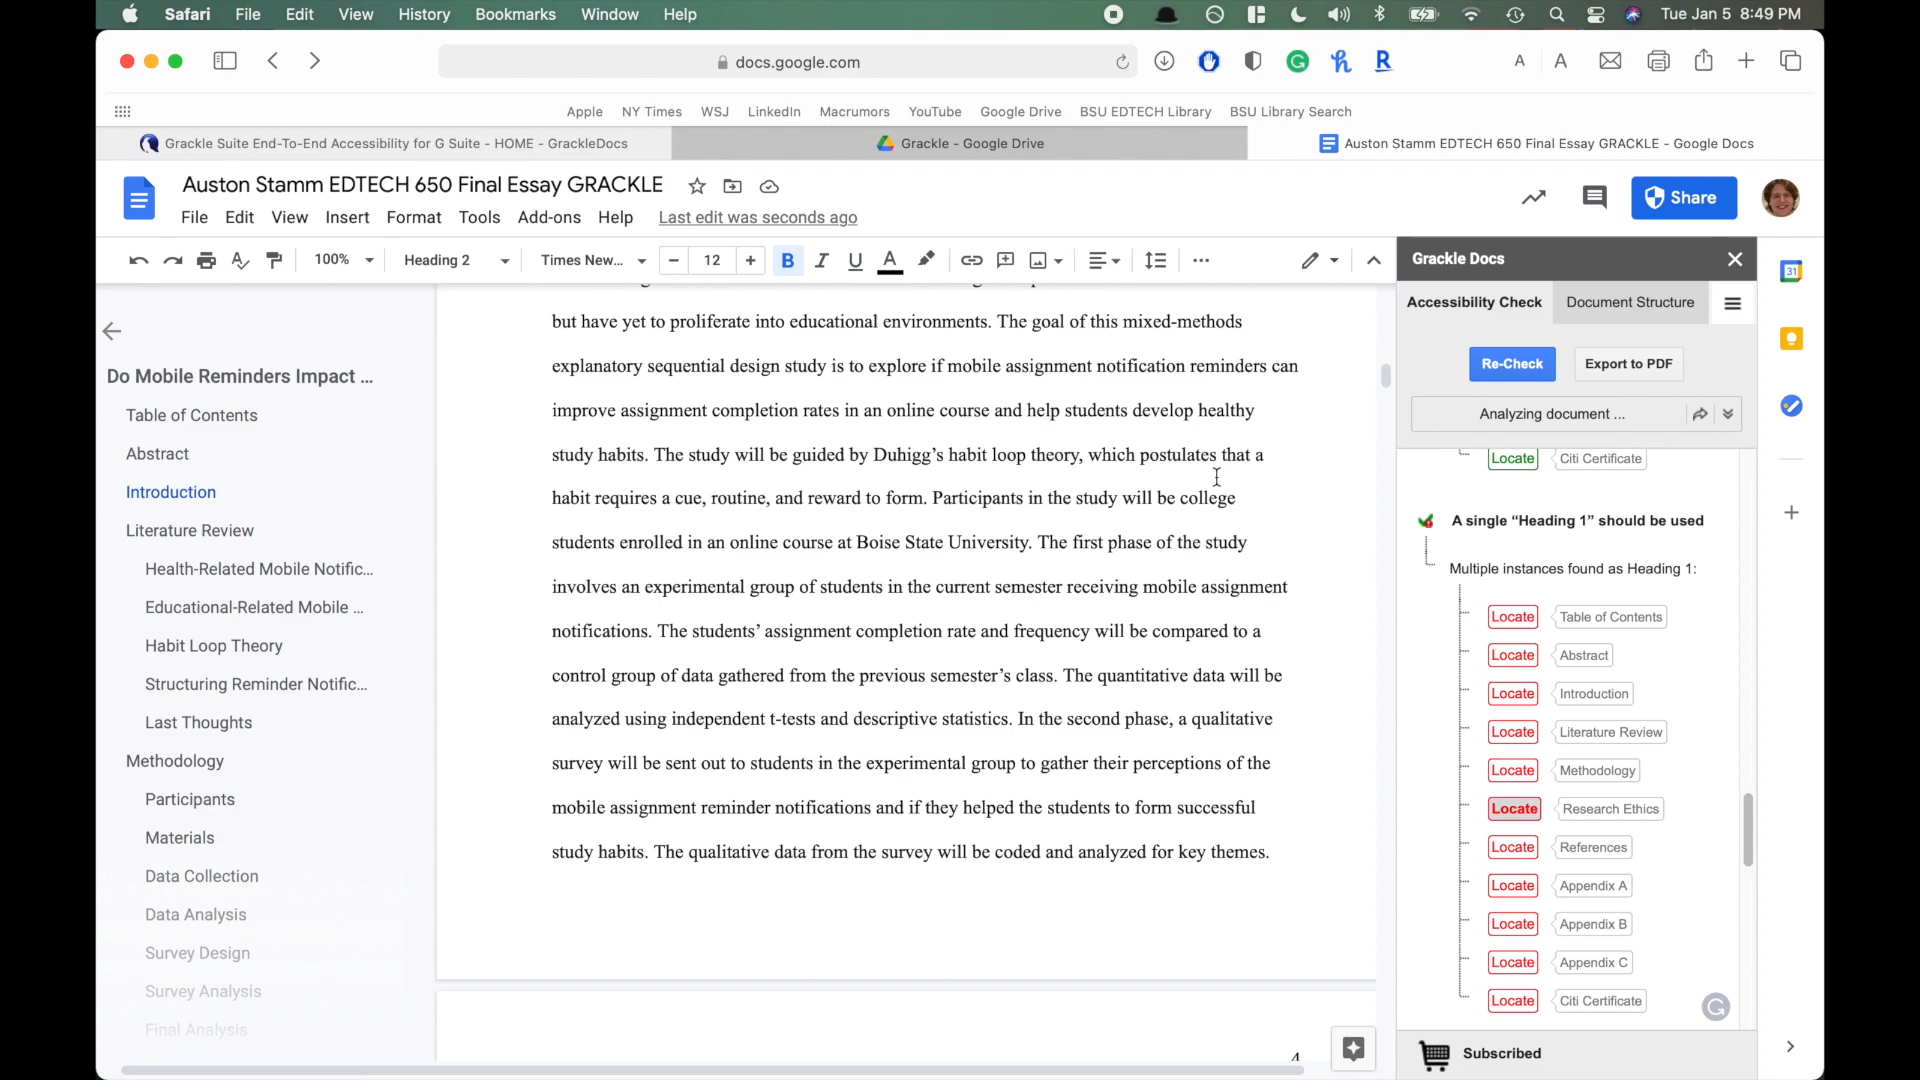 Safari File Edit View History Bookmarks Window Help Tue Jan 5 8:49 PM
docs.google.com
Apple NY Times WSJ LinkedIn Macrumors YouTube Google Drive BSU EDTECH Library BSU Library Search
Grackle Suite End-To-End Accessibility for G Suite - HOME - GrackleDocs
Grackle - Google Drive
Auston Stamm EDTECH 650 Final Essay GRACKLE - Google Docs
Auston Stamm EDTECH 650 Final Essay GRACKLE
Share
File Edit View Insert Format Tools Add-ons Help Last edit was seconds ago
100% Heading 2 Times New... − 12 + B I U A
Do Mobile Reminders Impact ...
Table of Contents
Abstract
Introduction
Literature Review
Health-Related Mobile Notific...
Educational-Related Mobile ...
Habit Loop Theory
Structuring Reminder Notific...
Last Thoughts
Methodology
Participants
Materials
Data Collection
Data Analysis
Survey Design
Survey Analysis
Final Analysis
but have yet to proliferate into educational environments. The goal of this mixed-methods
explanatory sequential design study is to explore if mobile assignment notification reminders can
improve assignment completion rates in an online course and help students develop healthy
study habits. The study will be guided by Duhigg’s habit loop theory, which postulates that a
habit requires a cue, routine, and reward to form. Participants in the study will be college
students enrolled in an online course at Boise State University. The first phase of the study
involves an experimental group of students in the current semester receiving mobile assignment
notifications. The students’ assignment completion rate and frequency will be compared to a
control group of data gathered from the previous semester’s class. The quantitative data will be
analyzed using independent t-tests and descriptive statistics. In the second phase, a qualitative
survey will be sent out to students in the experimental group to gather their perceptions of the
mobile assignment reminder notifications and if they helped the students to form successful
study habits. The qualitative data from the survey will be coded and analyzed for key themes.
4
Grackle Docs
Accessibility Check Document Structure
Re-Check Export to PDF
Analyzing document ...
Locate Citi Certificate
A single “Heading 1” should be used
Multiple instances found as Heading 1:
Locate Table of Contents
Locate Abstract
Locate Introduction
Locate Literature Review
Locate Methodology
Locate Research Ethics
Locate References
Locate Appendix A
Locate Appendix B
Locate Appendix C
Locate Citi Certificate
Subscribed
31